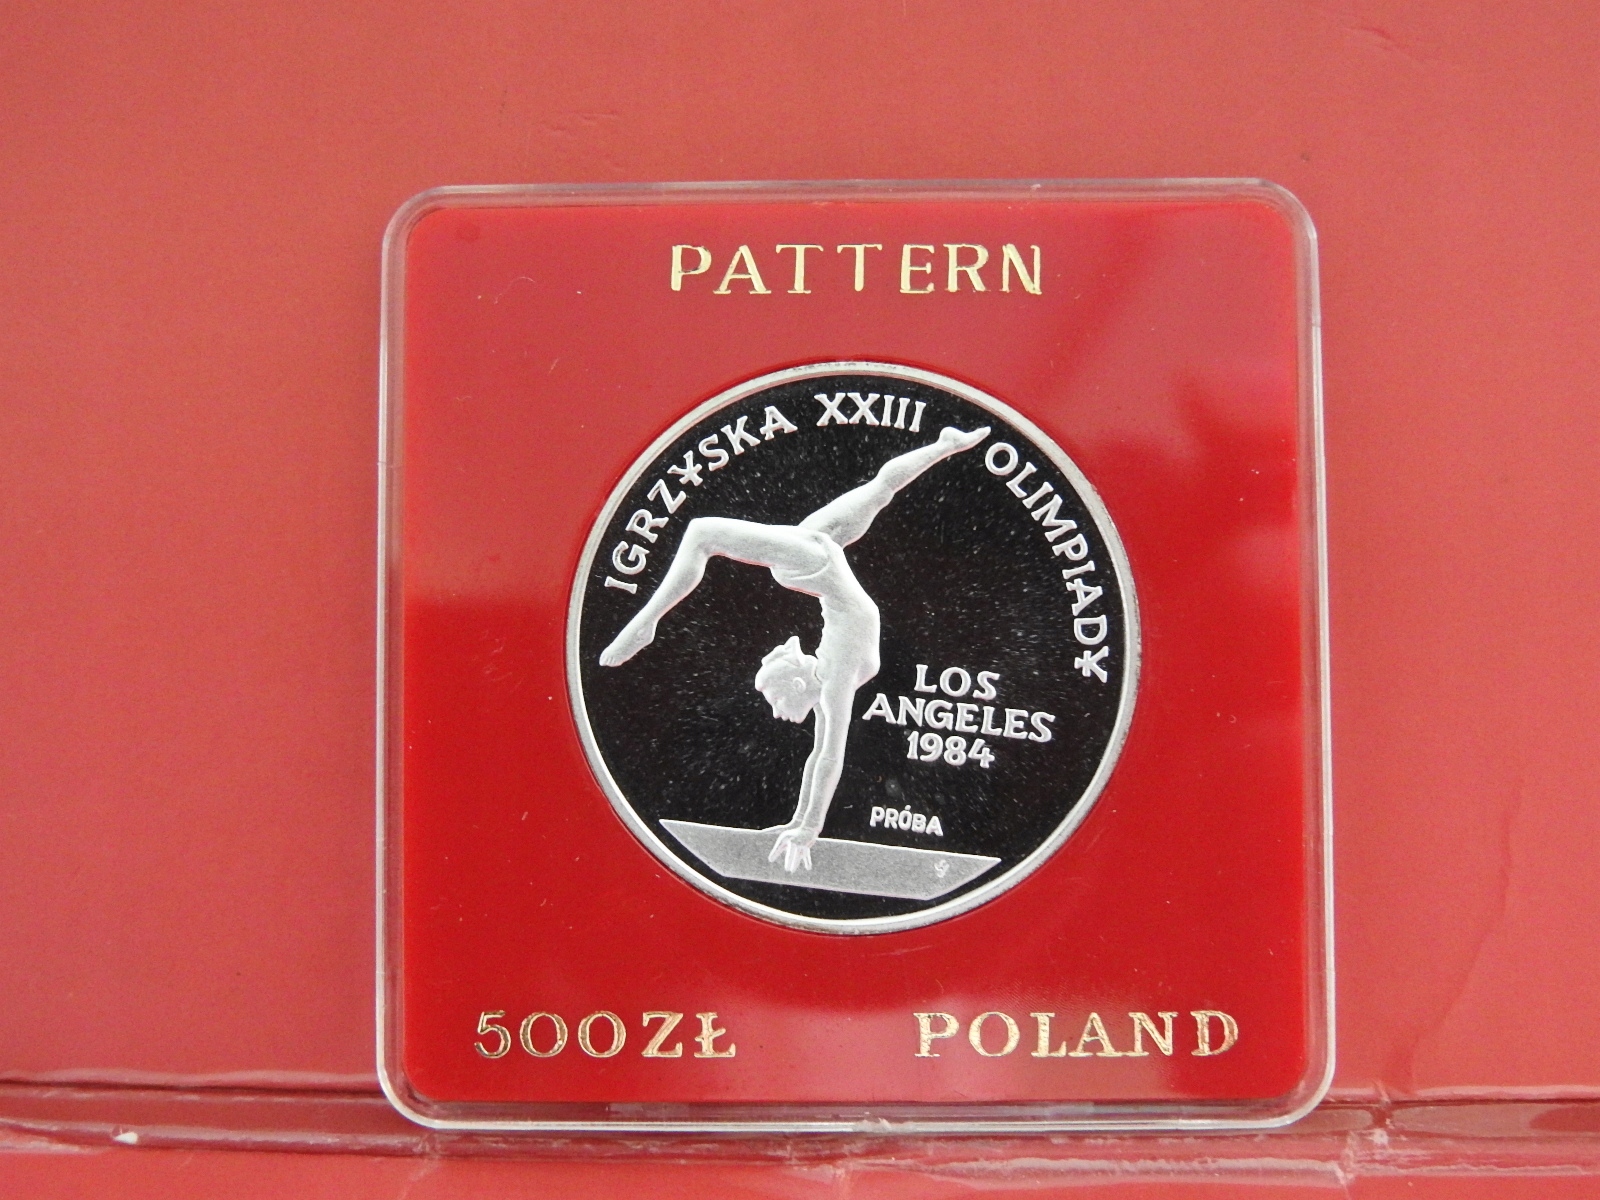 PATTERN
IGRZYSKA XXIII OLIMPIADY
LOS
ANGELES
1984
PRÓBA
500ZŁ POLAND